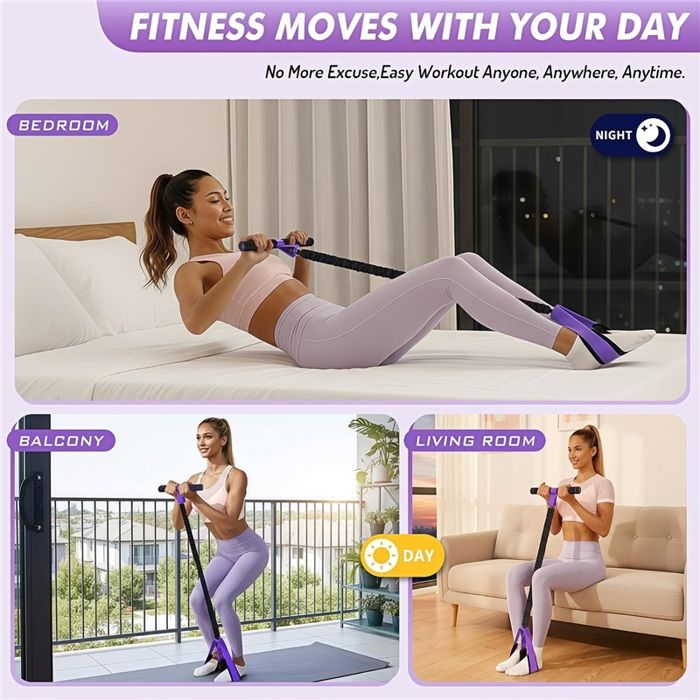 FITNESS MOVES WITH YOUR DAY
No More Excuse,Easy Workout Anyone, Anywhere, Anytime.
BEDROOM
NIGHT
BALCONY
DAY
LIVING ROOM